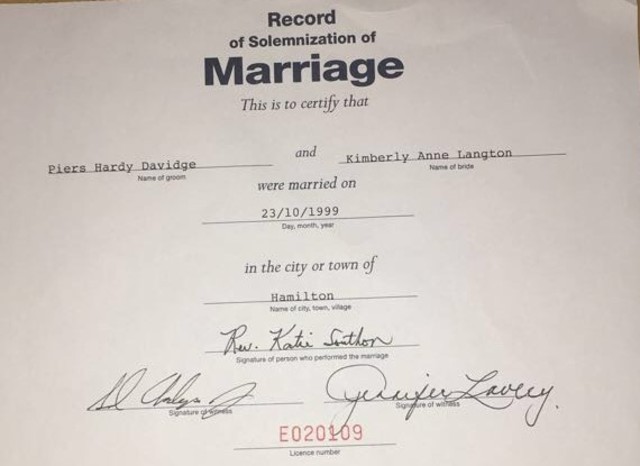 Record
of Solemnization of
Marriage
This is to certify that
Piers Hardy Davidge and Kimberly Anne Langton
Name of groom Name of bride
were married on
23/10/1999
Day, month, year
in the city or town of
Hamilton
Name of city, town, village
Rev. Katie Southon
Signature of person who performed the marriage
Jennifer Lavery
Signature of witness Signature of witness
E020109
Licence number